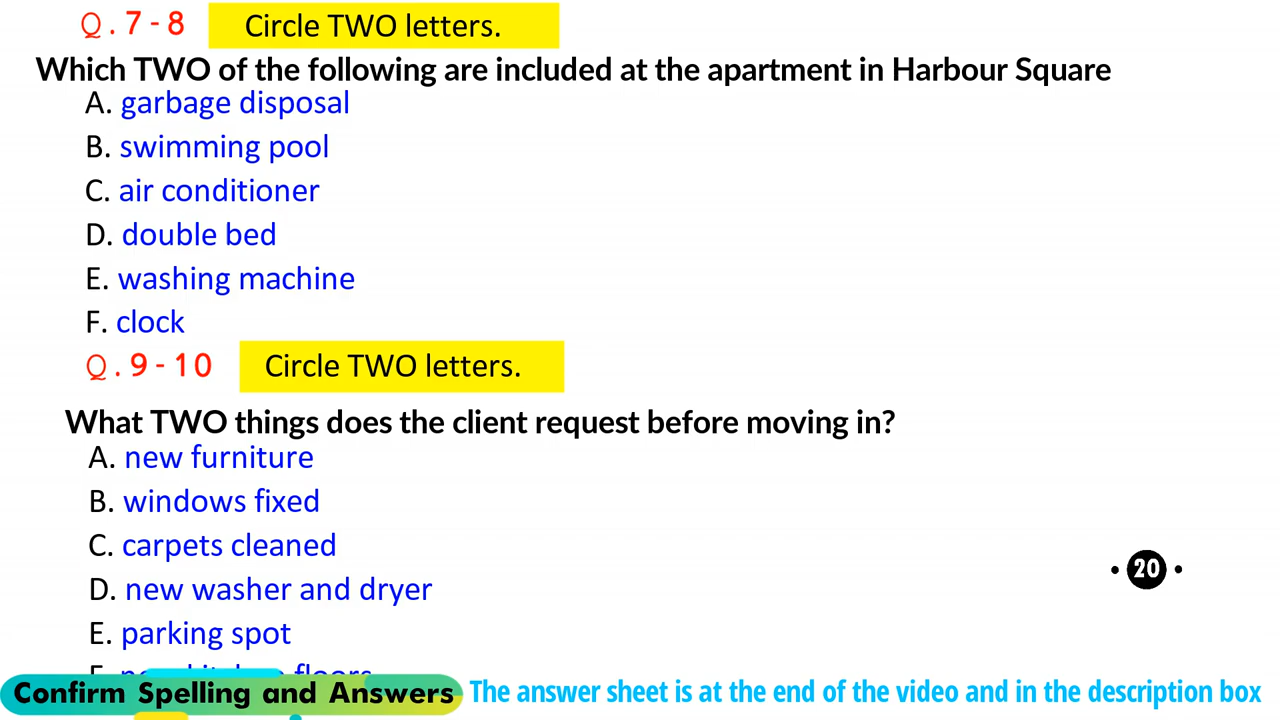 Q . 7 - 8 Circle TWO letters.
Which TWO of the following are included at the apartment in Harbour Square
A. garbage disposal
B. swimming pool
C. air conditioner
D. double bed
E. washing machine
F. clock
Q . 9 - 10 Circle TWO letters.
What TWO things does the client request before moving in?
A. new furniture
B. windows fixed
C. carpets cleaned
D. new washer and dryer
E. parking spot
20
floors
Confirm Spelling and Answers The answer sheet is at the end of the video and in the description box